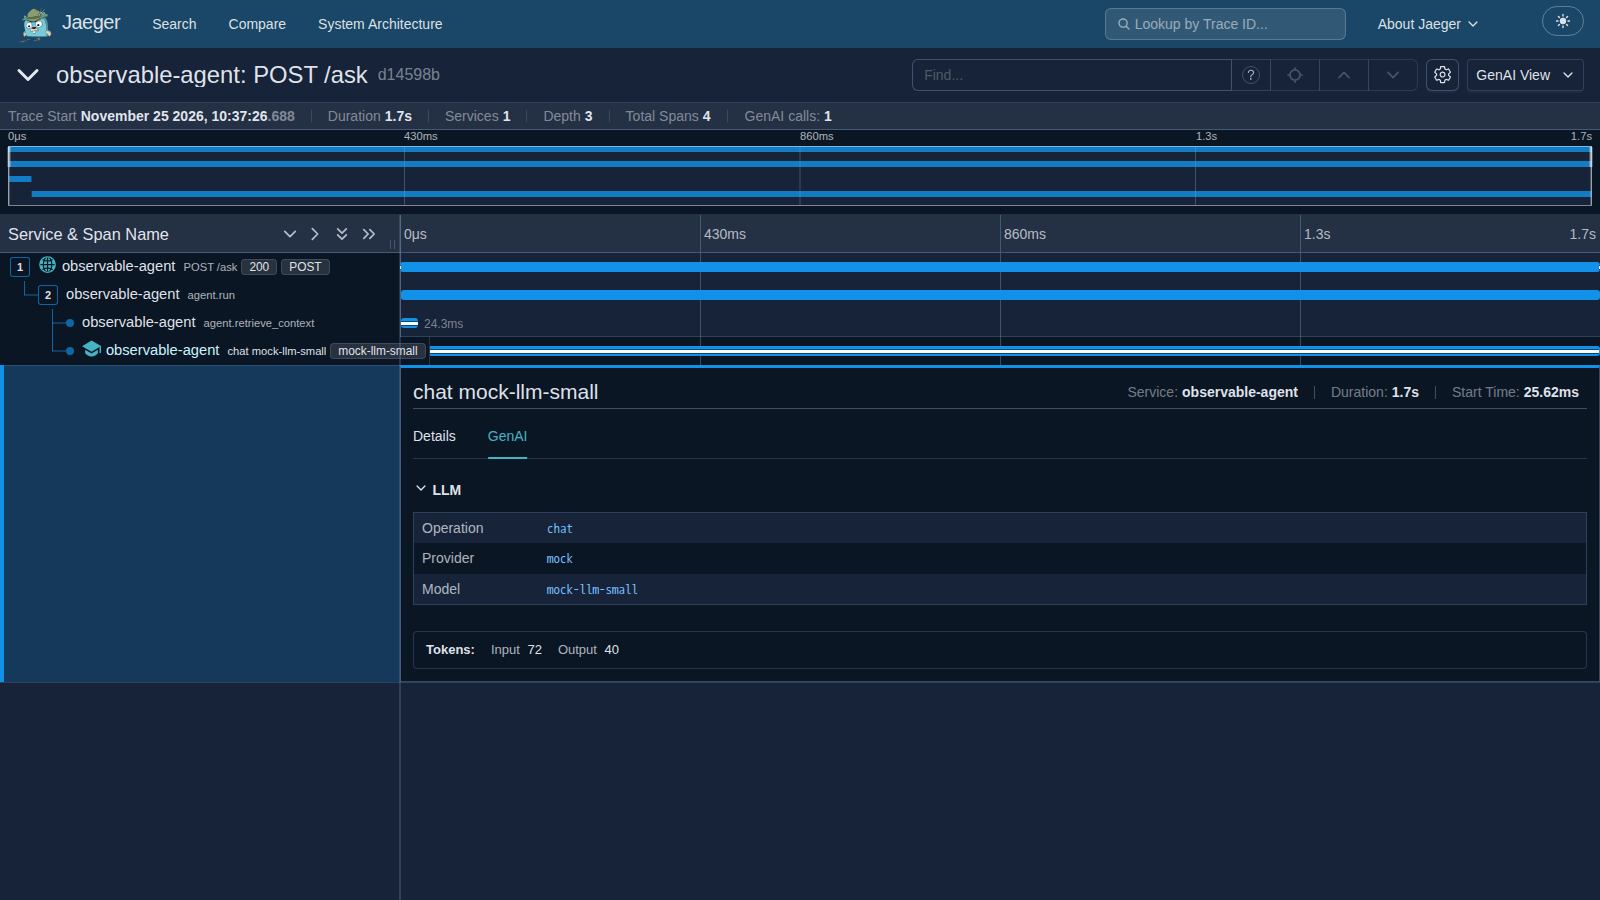 Jaeger Search Compare System Architecture Lookup by Trace ID... About Jaeger
observable-agent: POST /ask d14598b Find... ? GenAI View
Trace Start November 25 2026, 10:37:26.688 Duration 1.7s Services 1 Depth 3 Total Spans 4 GenAI calls: 1
0μs 430ms 860ms 1.3s 1.7s
Service & Span Name 0μs 430ms 860ms 1.3s 1.7s
1 observable-agent POST /ask 200 POST
2 observable-agent agent.run
observable-agent agent.retrieve_context 24.3ms
observable-agent chat mock-llm-small mock-llm-small
chat mock-llm-small Service: observable-agent Duration: 1.7s Start Time: 25.62ms
Details GenAI
LLM
Operation chat
Provider mock
Model mock-llm-small
Tokens: Input 72 Output 40